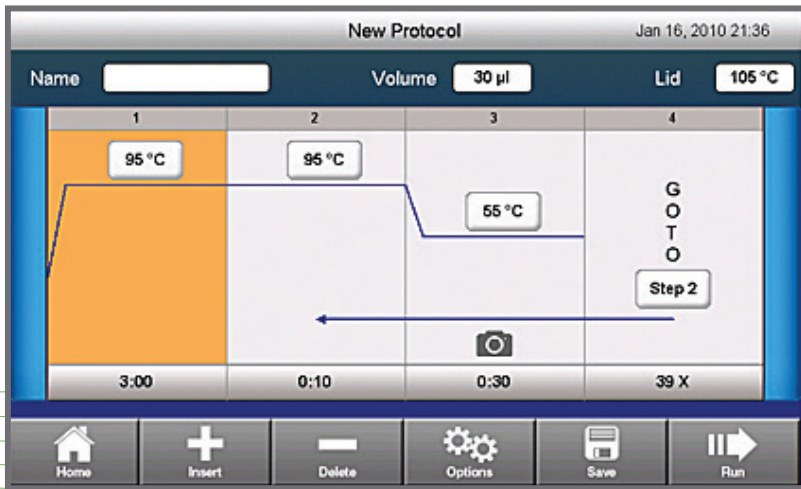 New Protocol Jan 16, 2010 21:36
Name Volume 30 µl Lid 105 °C
1 2 3 4
95 °C 95 °C
55 °C
G
O
T
O
Step 2
3:00 0:10 0:30 39 X
Home Insert Delete Options Save Run